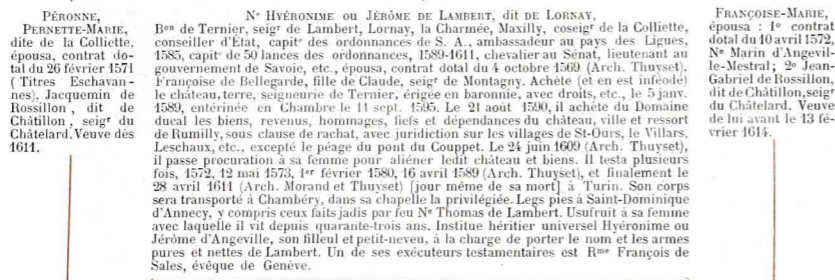 PÉRONNE,
PERNETTE-MARIE,
dite de la Colliette,
épousa, contrat do-
tal du 26 février 1571
( Titres Eschavan-
nes), Jacquemin de
Rossillon, dit de
Châtillon, seigr du
Châtelard. Veuve dès
1611.
Ne HYÉRONIME OU JÉRÔME DE LAMBERT, DIT DE LORNAY,
Bon de Ternier, seigr de Lambert, Lornay, la Charmée, Maxilly, coseigr de la Colliette,
conseiller d'État, capite des ordonnances de S. A., ambassadeur au pays des Ligues,
1585, capite de 50 lances des ordonnances, 1589-1611, chevalier au Sénat, lieutenant au
gouvernement de Savoie, etc., épousa, contrat dotal du 4 octobre 1569 (Arch. Thuyset),
Françoise de Bellegarde, fille de Claude, seigr de Montagny. Achète (et en est inféodé)
le château, terre, seigneurie de Ternier, érigée en baronnie, avec droits, etc., le 5 janv.
1589, entérinée en Chambre le 11 sept. 1595. Le 21 août 1590, il achète du Domaine
ducal les biens, revenus, hommages, fiefs et dépendances du château, ville et ressort
de Rumilly, sous clause de rachat, avec juridiction sur les villages de St-Ours, le Villars,
Leschaux, etc., excepté le péage du pont du Couppet. Le 24 juin 1609 (Arch. Thuyset),
il passe procuration à sa femme pour aliéner ledit château et biens. Il testa plusieurs
fois, 1572, 12 mai 1573, 1er février 1580, 16 avril 1589 (Arch. Thuyset), et finalement le
28 avril 1611 (Arch. Morand et Thuyset) [jour même de sa mort] à Turin. Son corps
sera transporté à Chambéry, dans sa chapelle la privilégiée. Legs pies à Saint-Dominique
d'Annecy, y compris ceux faits jadis par feu Ne Thomas de Lambert. Usufruit à sa femme
avec laquelle il vit depuis quarante-trois ans. Institue héritier universel Hyéronime ou
Jérôme d'Angeville, son filleul et petit-neveu, à la charge de porter le nom et les armes
pures et nettes de Lambert. Un de ses exécuteurs testamentaires est Rme François de
Sales, évêque de Genève.
FRANÇOISE-MARIE,
épousa : 1º contrat
dotal du 10 avril 1572,
Ne Marin d'Angevil-
le-Mestral; 2º Jean-
Gabriel de Rossillon,
dit de Châtillon, seigr
du Châtelard. Veuve
de lui avant le 13 fé-
vrier 1614.